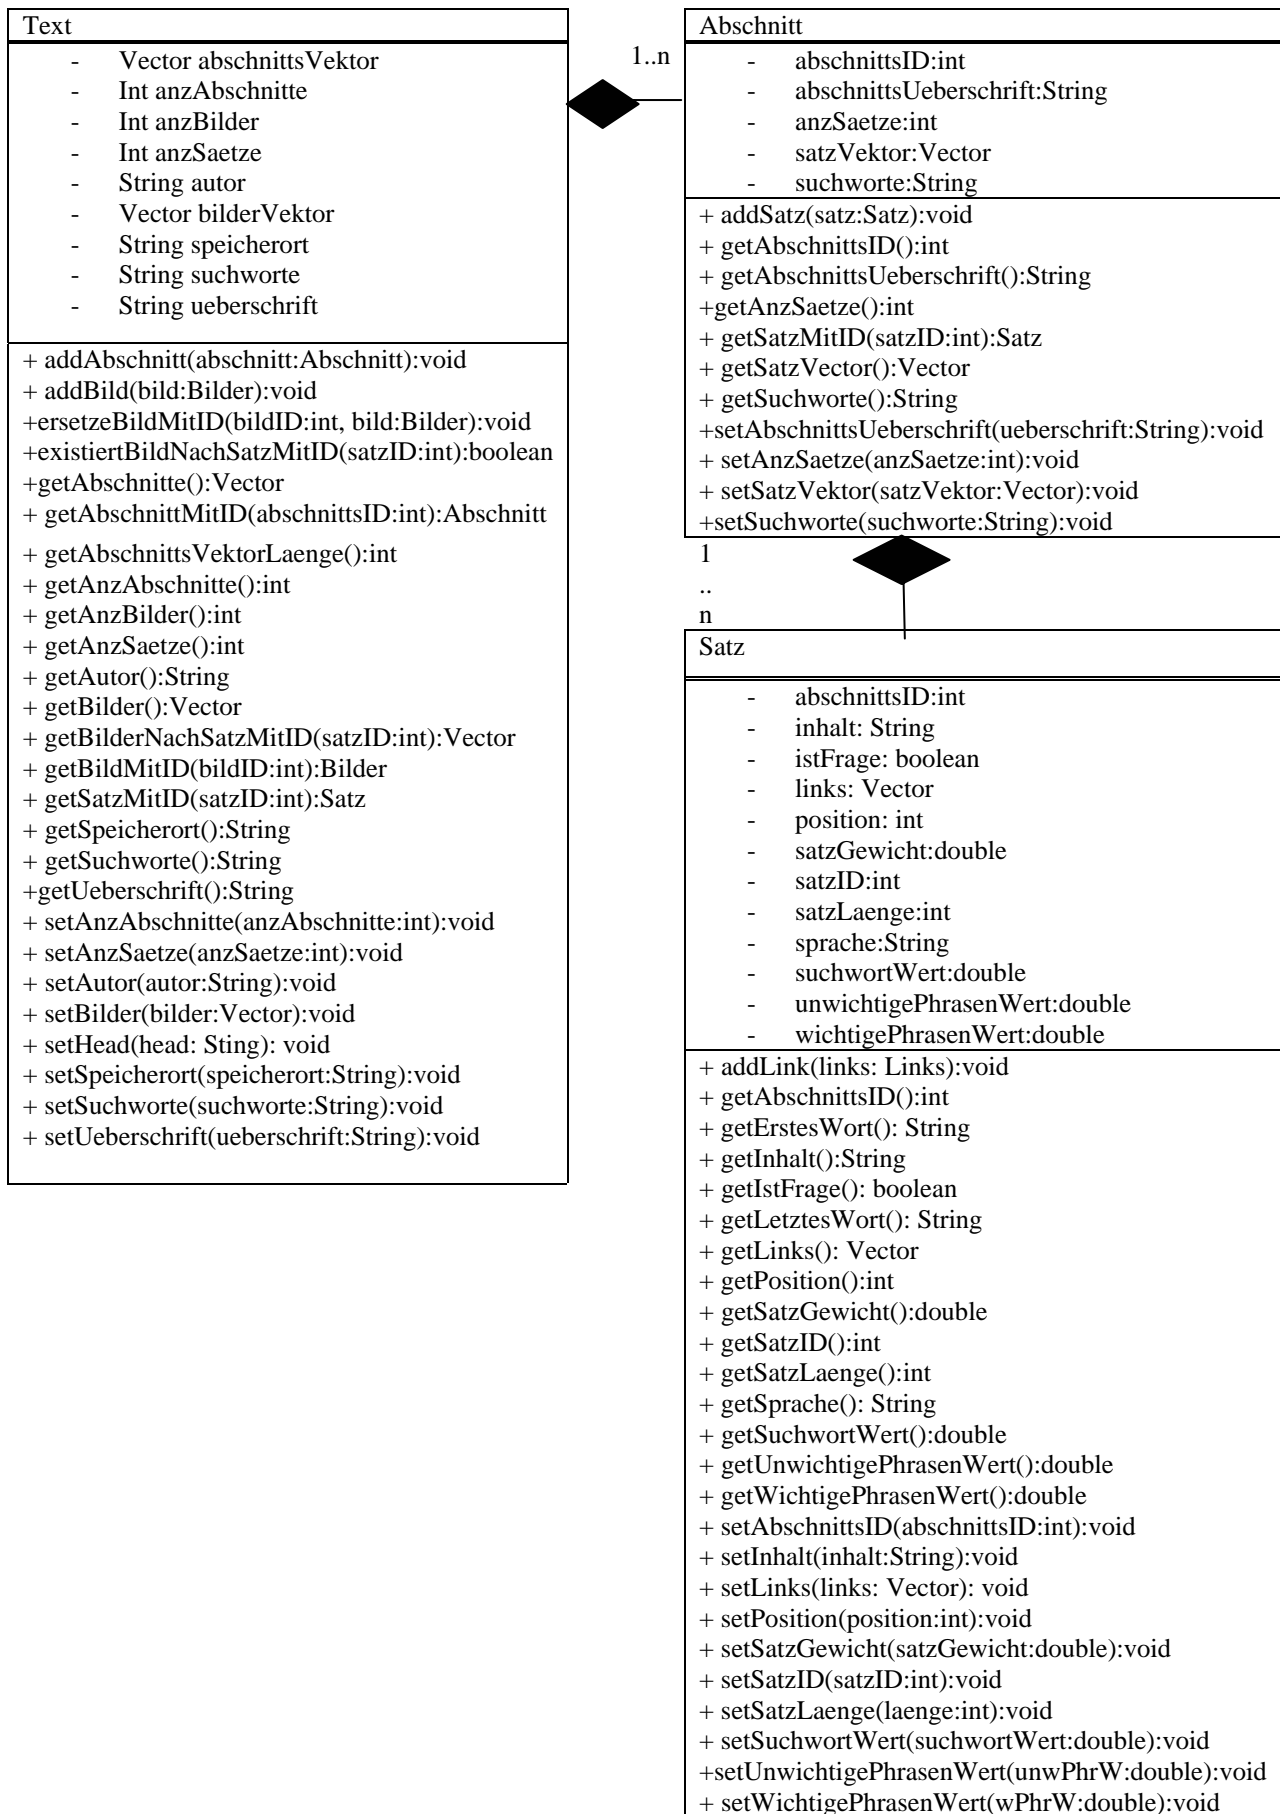 Text
- Vector abschnittsVektor
- Int anzAbschnitte
- Int anzBilder
- Int anzSaetze
- String autor
- Vector bilderVektor
- String speicherort
- String suchworte
- String ueberschrift
+ addAbschnitt(abschnitt:Abschnitt):void
+ addBild(bild:Bilder):void
+ersetzeBildMitID(bildID:int, bild:Bilder):void
+existiertBildNachSatzMitID(satzID:int):boolean
+getAbschnitte():Vector
+ getAbschnittMitID(abschnittsID:int):Abschnitt
+ getAbschnittsVektorLaenge():int
+ getAnzAbschnitte():int
+ getAnzBilder():int
+ getAnzSaetze():int
+ getAutor():String
+ getBilder():Vector
+ getBilderNachSatzMitID(satzID:int):Vector
+ getBildMitID(bildID:int):Bilder
+ getSatzMitID(satzID:int):Satz
+ getSpeicherort():String
+ getSuchworte():String
+getUeberschrift():String
+ setAnzAbschnitte(anzAbschnitte:int):void
+ setAnzSaetze(anzSaetze:int):void
+ setAutor(autor:String):void
+ setBilder(bilder:Vector):void
+ setHead(head: Sting): void
+ setSpeicherort(speicherort:String):void
+ setSuchworte(suchworte:String):void
+ setUeberschrift(ueberschrift:String):void
1..n
Abschnitt
- abschnittsID:int
- abschnittsUeberschrift:String
- anzSaetze:int
- satzVektor:Vector
- suchworte:String
+ addSatz(satz:Satz):void
+ getAbschnittsID():int
+ getAbschnittsUeberschrift():String
+getAnzSaetze():int
+ getSatzMitID(satzID:int):Satz
+ getSatzVector():Vector
+ getSuchworte():String
+setAbschnittsUeberschrift(ueberschrift:String):void
+ setAnzSaetze(anzSaetze:int):void
+ setSatzVektor(satzVektor:Vector):void
+setSuchworte(suchworte:String):void
1
..
n
Satz
- abschnittsID:int
- inhalt: String
- istFrage: boolean
- links: Vector
- position: int
- satzGewicht:double
- satzID:int
- satzLaenge:int
- sprache:String
- suchwortWert:double
- unwichtigePhrasenWert:double
- wichtigePhrasenWert:double
+ addLink(links: Links):void
+ getAbschnittsID():int
+ getErstesWort(): String
+ getInhalt():String
+ getIstFrage(): boolean
+ getLetztesWort(): String
+ getLinks(): Vector
+ getPosition():int
+ getSatzGewicht():double
+ getSatzID():int
+ getSatzLaenge():int
+ getSprache(): String
+ getSuchwortWert():double
+ getUnwichtigePhrasenWert():double
+ getWichtigePhrasenWert():double
+ setAbschnittsID(abschnittsID:int):void
+ setInhalt(inhalt:String):void
+ setLinks(links: Vector): void
+ setPosition(position:int):void
+ setSatzGewicht(satzGewicht:double):void
+ setSatzID(satzID:int):void
+ setSatzLaenge(laenge:int):void
+ setSuchwortWert(suchwortWert:double):void
+setUnwichtigePhrasenWert(unwPhrW:double):void
+ setWichtigePhrasenWert(wPhrW:double):void